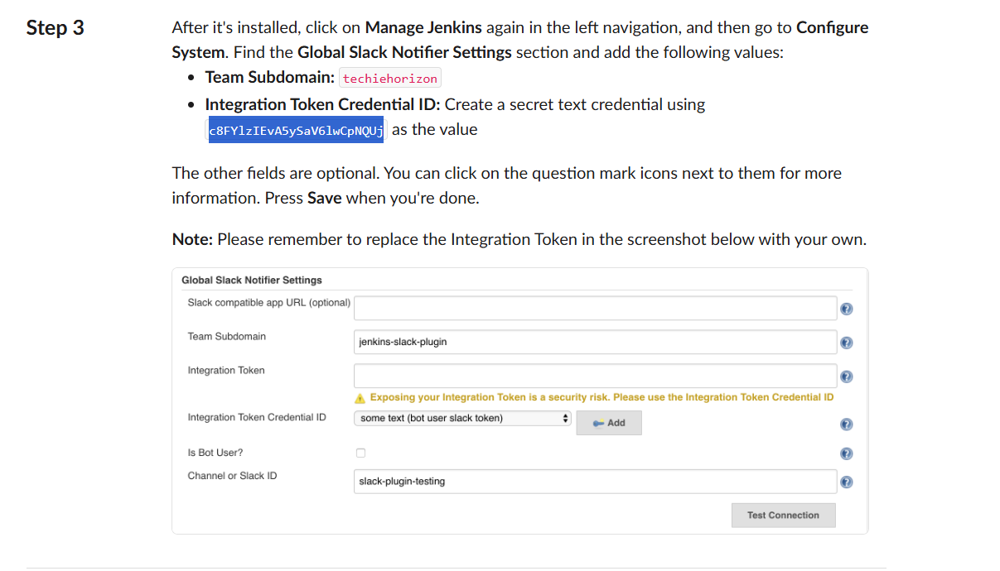 Step 3
After it's installed, click on Manage Jenkins again in the left navigation, and then go to Configure
System. Find the Global Slack Notifier Settings section and add the following values:
• Team Subdomain: techiehorizon
• Integration Token Credential ID: Create a secret text credential using
c8FYlzIEvA5ySaV6lwCpNQUj as the value
The other fields are optional. You can click on the question mark icons next to them for more
information. Press Save when you're done.
Note: Please remember to replace the Integration Token in the screenshot below with your own.
Global Slack Notifier Settings
Slack compatible app URL (optional)
Team Subdomain
jenkins-slack-plugin
Integration Token
Exposing your Integration Token is a security risk. Please use the Integration Token Credential ID
Integration Token Credential ID
some text (bot user slack token)
Add
Is Bot User?
Channel or Slack ID
slack-plugin-testing
Test Connection